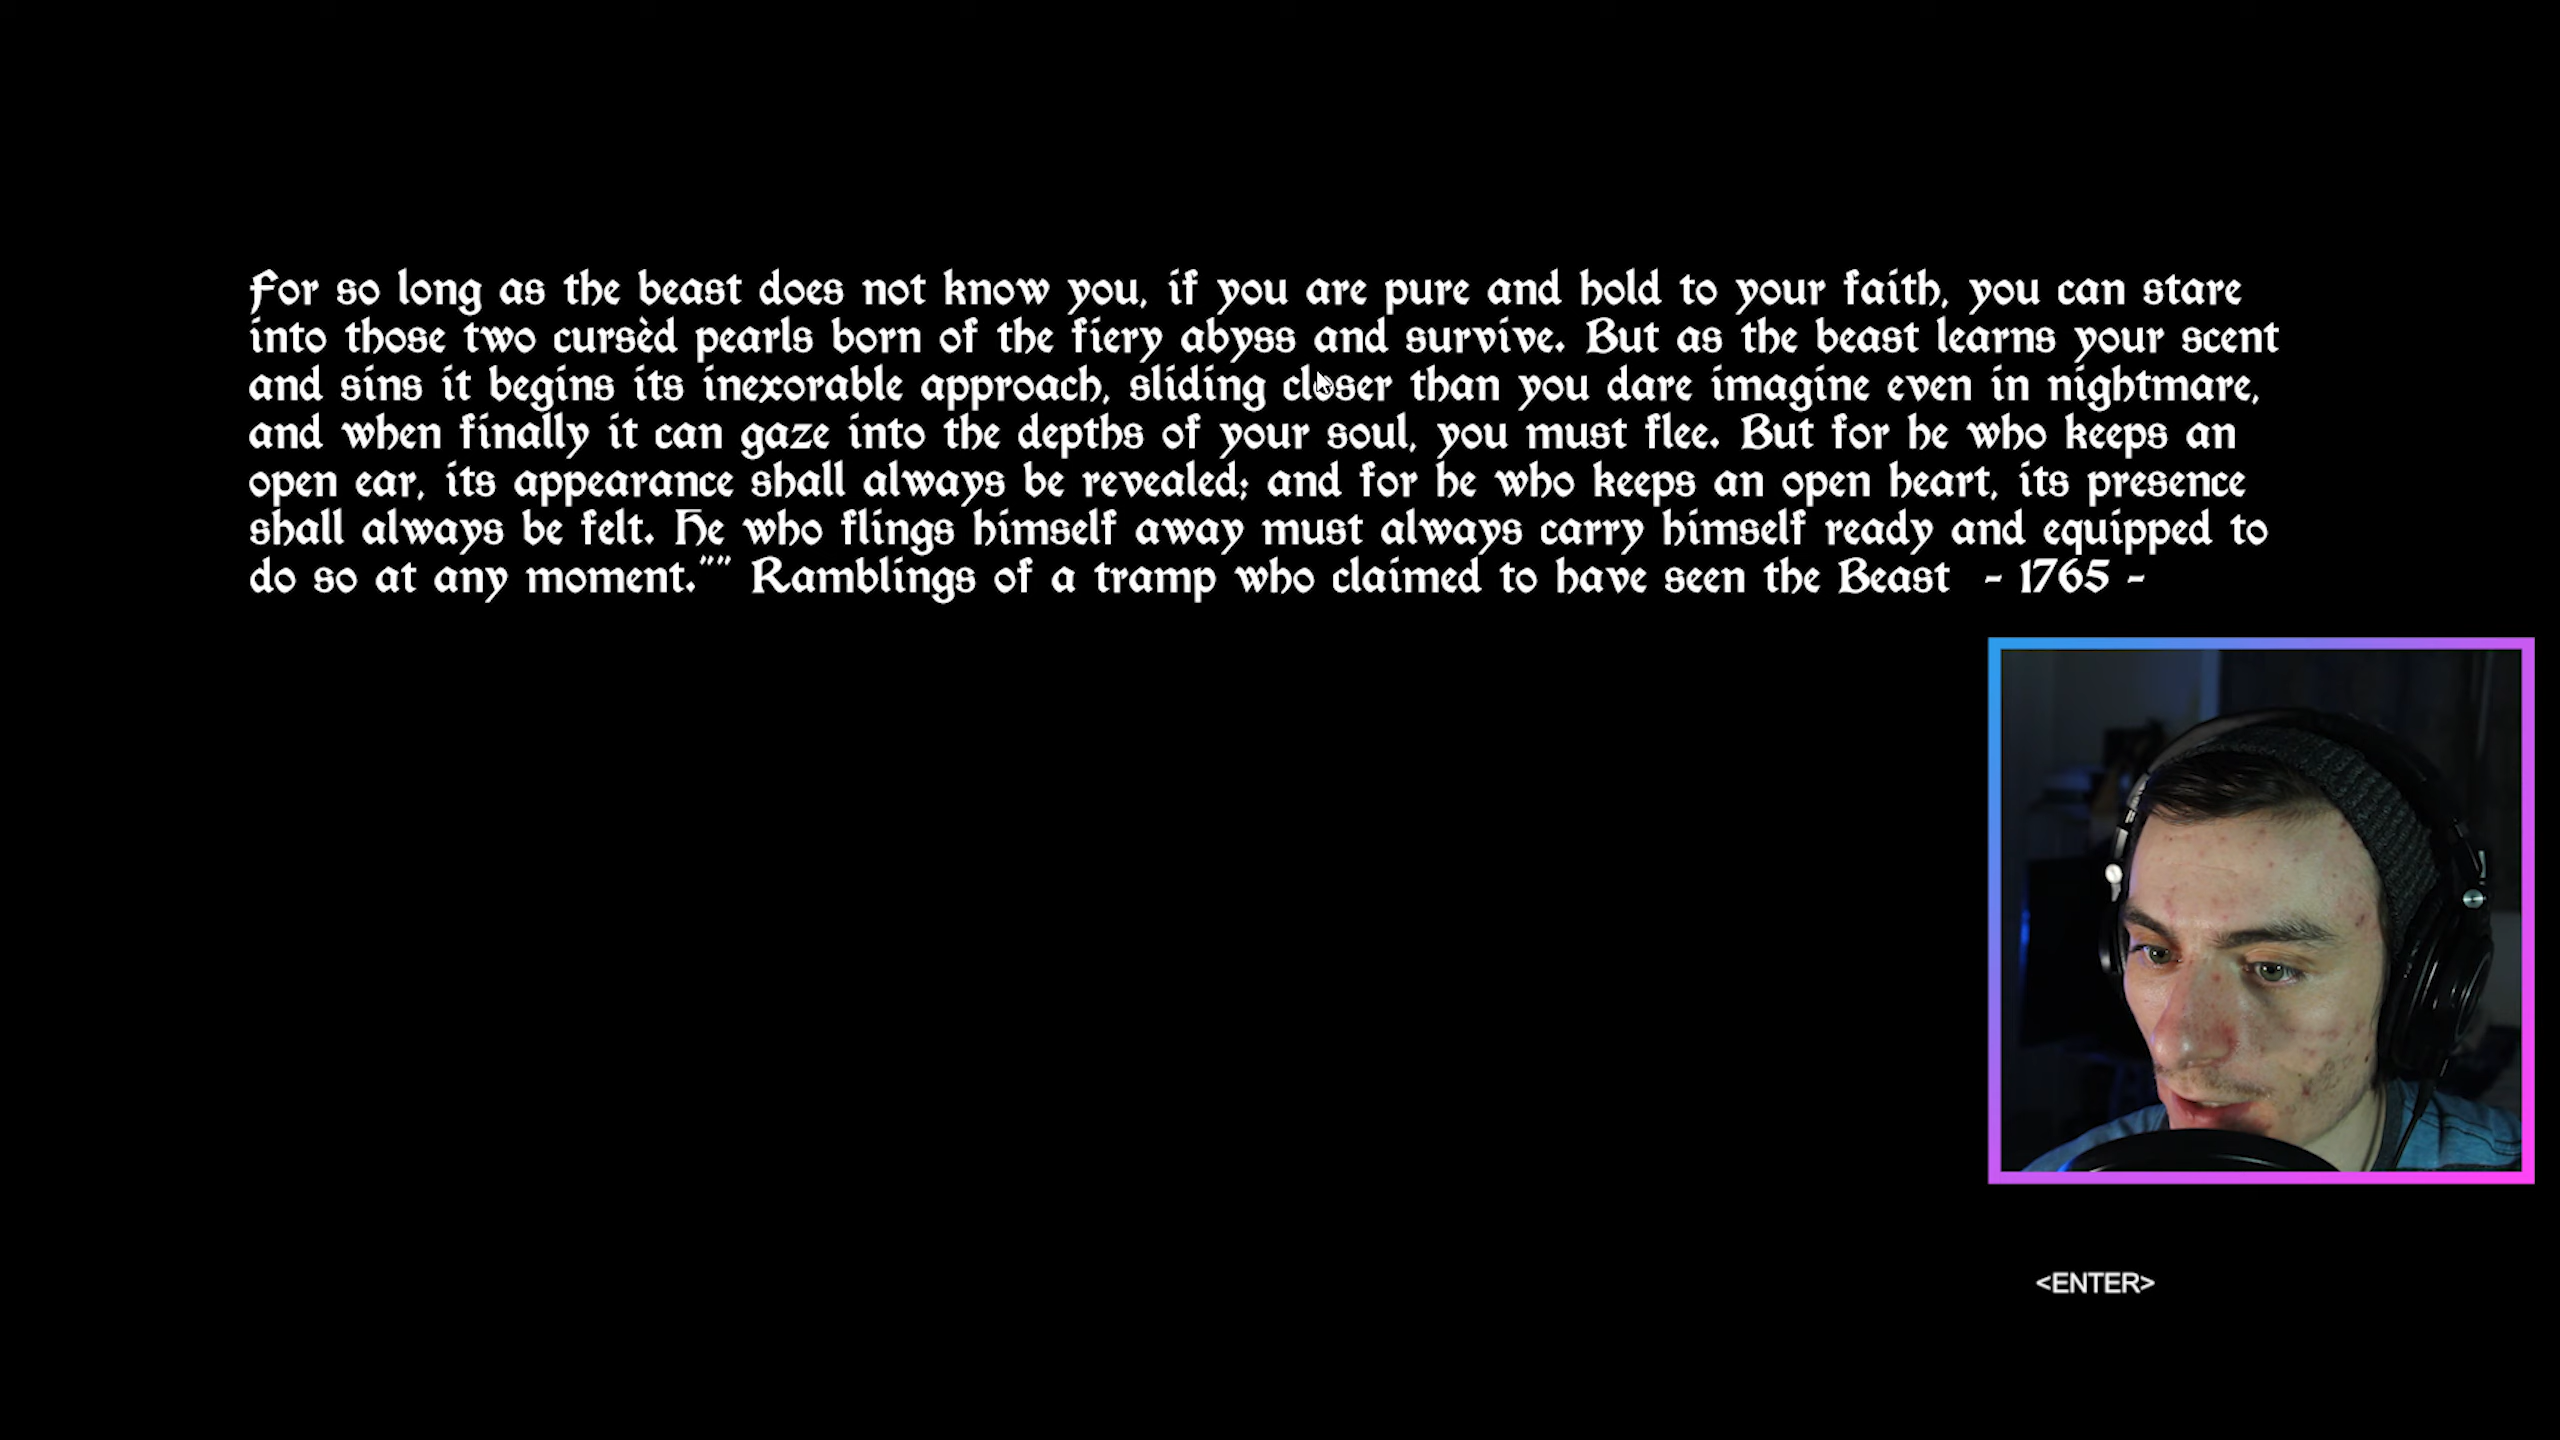 For so long as the beast does not know you, if you are pure and hold to your faith, you can stare
into those two cursèd pearls born of the fiery abyss and survive. But as the beast learns your scent
and sins it begins its inexorable approach, sliding closer than you dare imagine even in nightmare,
and when finally it can gaze into the depths of your soul, you must flee. But for he who keeps an
open ear, its appearance shall always be revealed; and for he who keeps an open heart, its presence
shall always be felt. He who flings himself away must always carry himself ready and equipped to
do so at any moment."" Ramblings of a tramp who claimed to have seen the Beast - 1765 -
<ENTER>